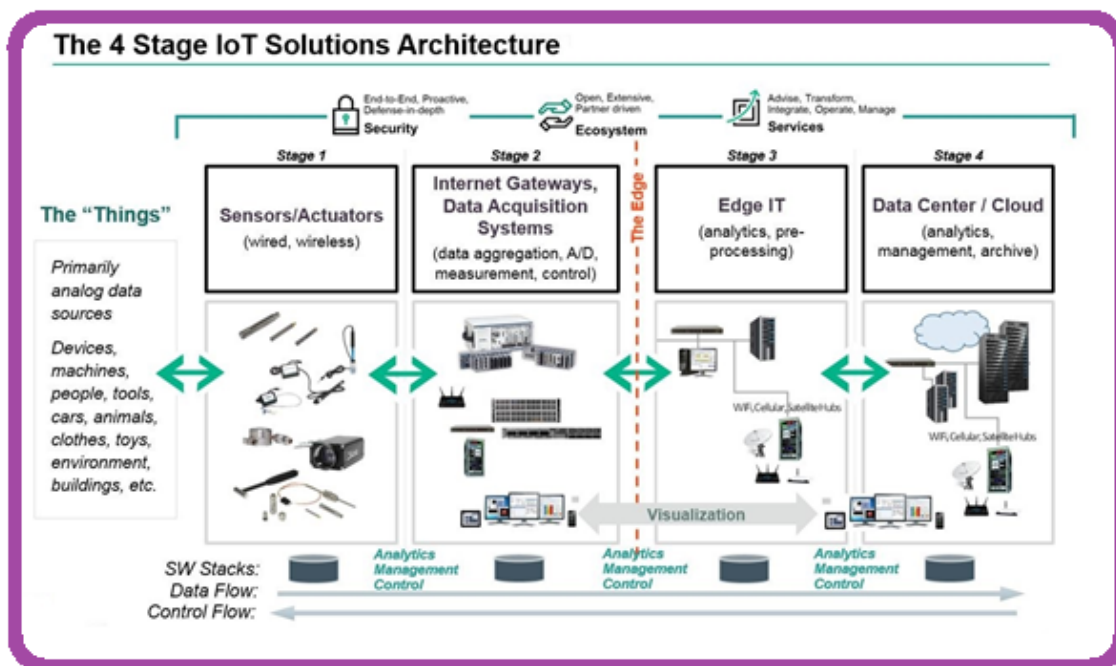 The 4 Stage IoT Solutions Architecture
End-to-End, Proactive,
Defense-in-depth
Security
Open, Extensive,
Partner driven
Ecosystem
Advise, Transform,
Integrate, Operate, Manage
Services
Stage 1
Stage 2
Stage 3
Stage 4
The "Things"
Primarily
analog data
sources
Devices,
machines,
people, tools,
cars, animals,
clothes, toys,
environment,
buildings, etc.
Sensors/Actuators
(wired, wireless)
Internet Gateways,
Data Acquisition
Systems
(data aggregation, A/D,
measurement, control)
The Edge
Edge IT
(analytics, pre-
processing)
Data Center / Cloud
(analytics,
management, archive)
WiFi, Cellular, Satellite Hubs
WiFi, Cellular, Satellite Hubs
Visualization
SW Stacks:
Data Flow:
Control Flow:
Analytics
Management
Control
Analytics
Management
Control
Analytics
Management
Control